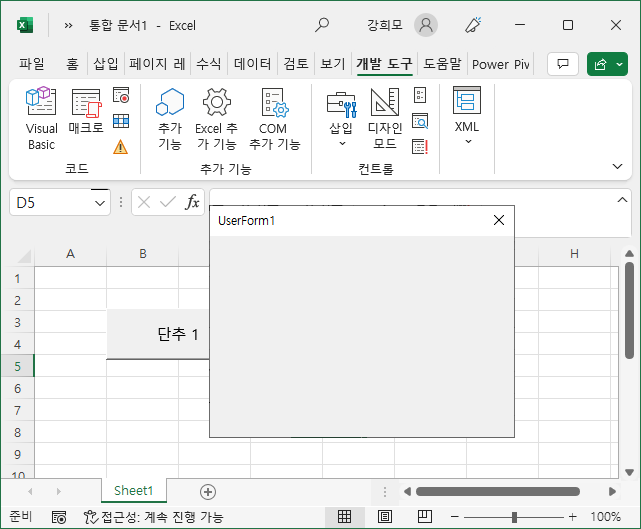 통합 문서1 - Excel
강희모
파일 홈 삽입 페이지 레 수식 데이터 검토 보기 개발 도구 도움말 Power Piv
Visual Basic
매크로
코드
추가 기능
Excel 추가 기능
COM 추가 기능
추가 기능
삽입
디자인 모드
컨트롤
XML
D5
fx
UserForm1
A B H
1
2
3
단추 1
4
5
6
7
8
9
10
Sheet1
준비
접근성: 계속 진행 가능
100%